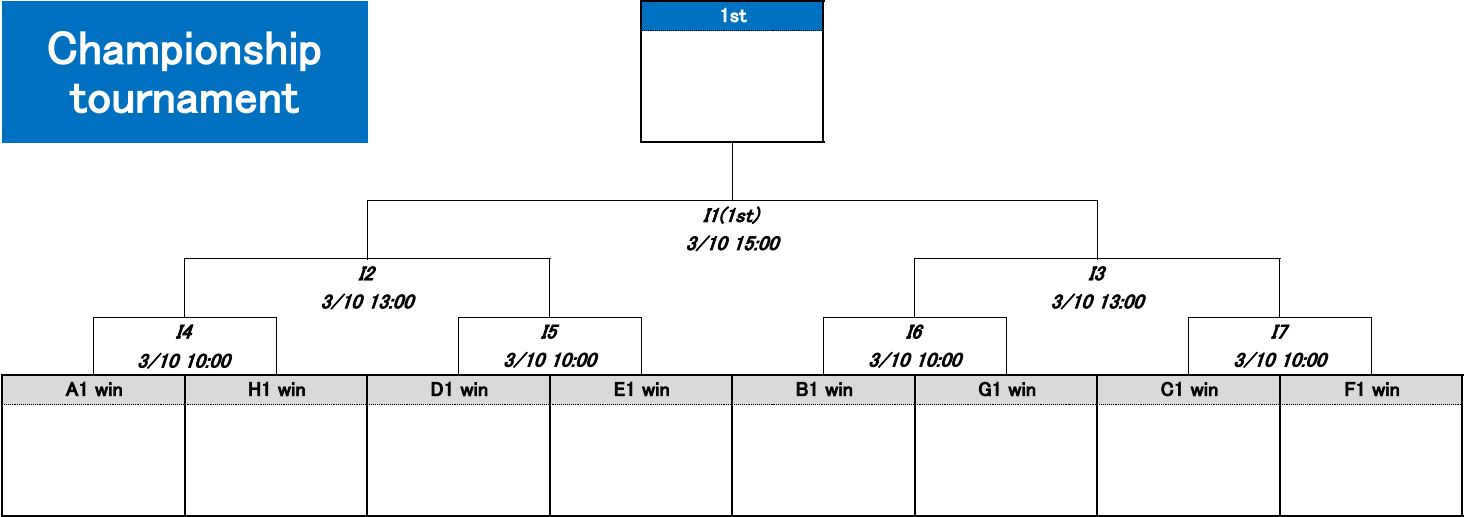 Championship
tournament
1st
I1(1st)
3/10 15:00
I2
3/10 13:00
I3
3/10 13:00
I4
3/10 10:00
I5
3/10 10:00
I6
3/10 10:00
I7
3/10 10:00
A1 win
H1 win
D1 win
E1 win
B1 win
G1 win
C1 win
F1 win